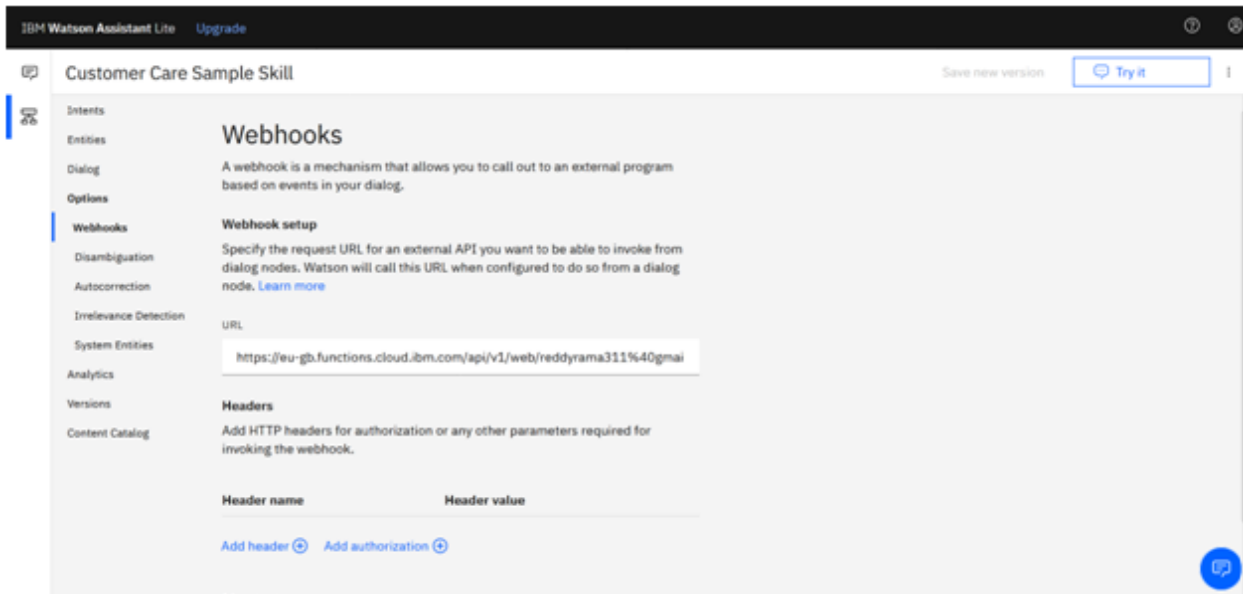 IBM Watson Assistant Lite Upgrade
Customer Care Sample Skill
Save new version
Try it
Intents
Entities
Dialog
Options
Webhooks
Disambiguation
Autocorrection
Irrelevance Detection
System Entities
Analytics
Versions
Content Catalog
Webhooks
A webhook is a mechanism that allows you to call out to an external program
based on events in your dialog.
Webhook setup
Specify the request URL for an external API you want to be able to invoke from
dialog nodes. Watson will call this URL when configured to do so from a dialog
node. Learn more
URL
https://eu-gb.functions.cloud.ibm.com/api/v1/web/reddyrama311%40gmai
Headers
Add HTTP headers for authorization or any other parameters required for
invoking the webhook.
Header name Header value
Add header Add authorization